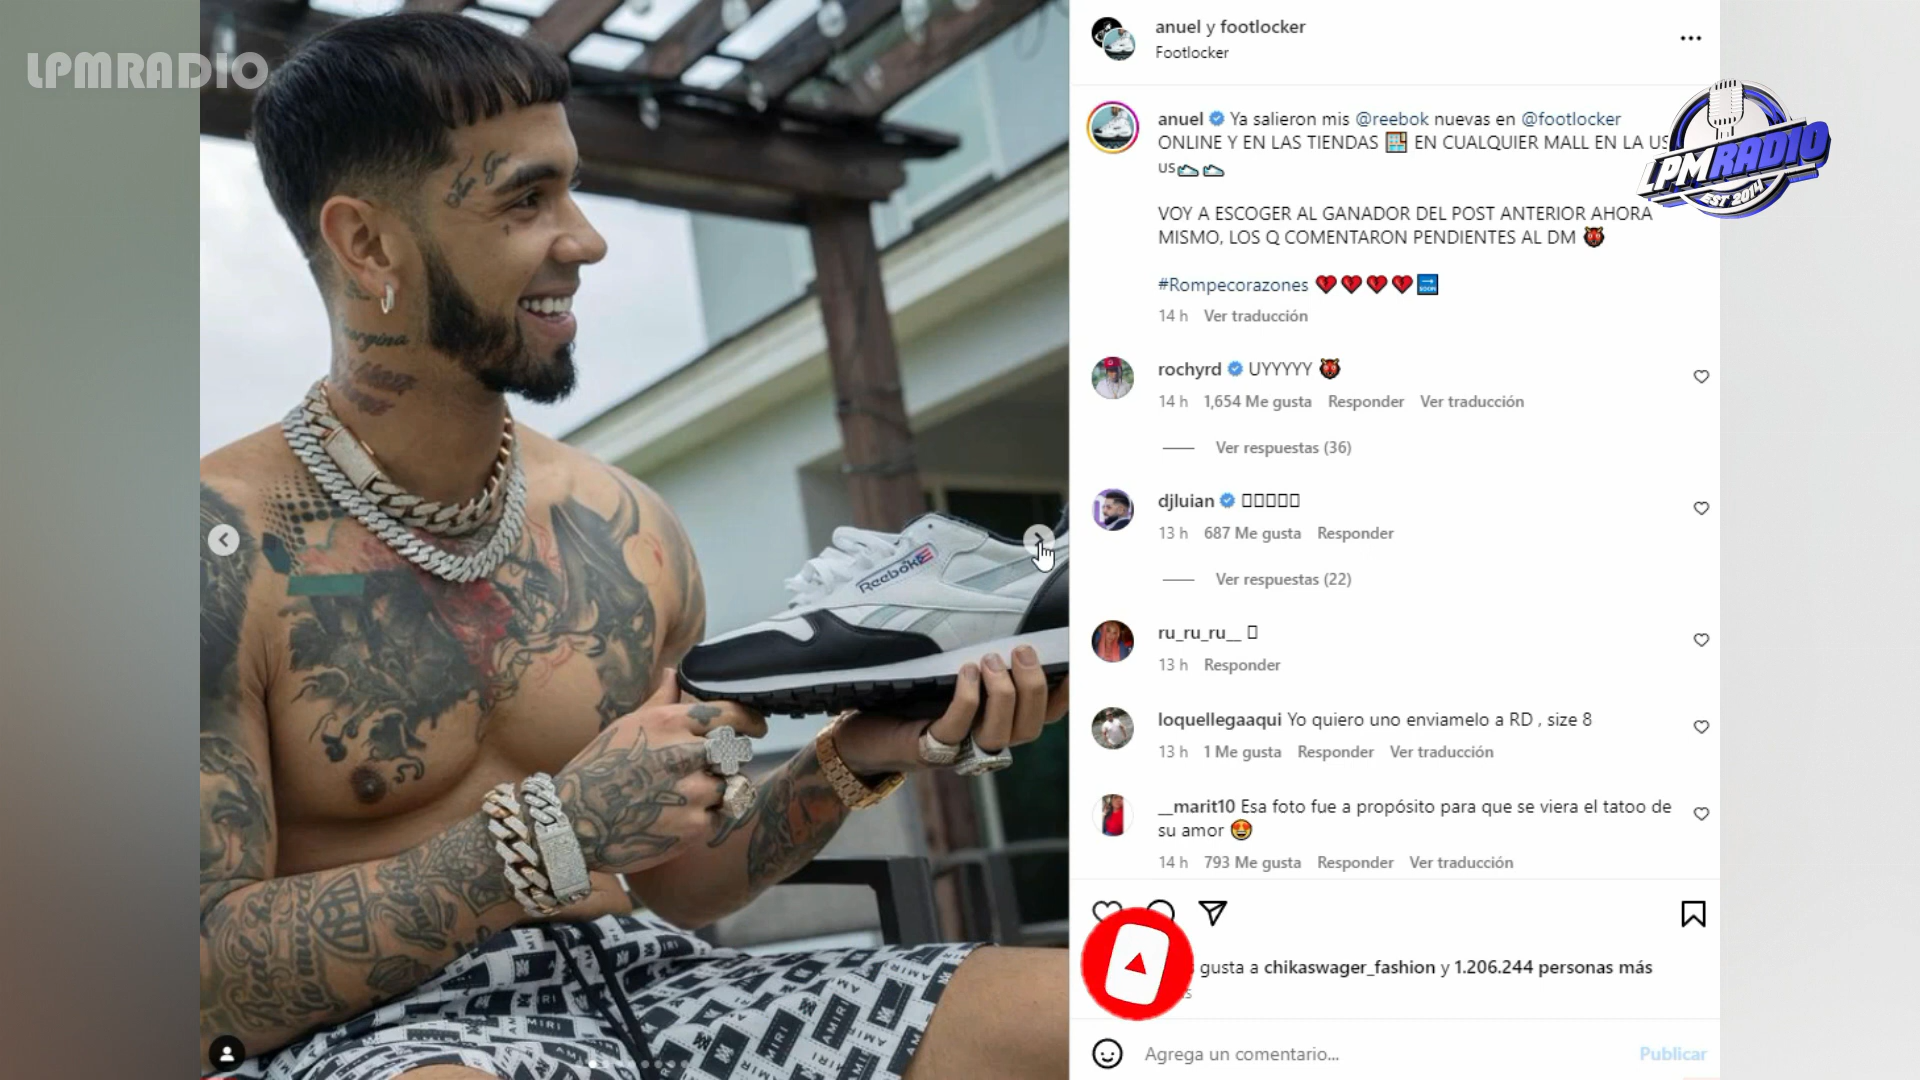 LPMRADIO
anuel y footlocker
Footlocker
anuel Ya salieron mis @reebok nuevas en @footlocker
ONLINE Y EN LAS TIENDAS EN CUALQUIER MALL EN LA US
us
LPMRADIO
EST 2014
VOY A ESCOGER AL GANADOR DEL POST ANTERIOR AHORA
MISMO, LOS Q COMENTARON PENDIENTES AL DM
#Rompecorazones
SOON
14 h Ver traducción
rochyrd UYYYYY
14 h 1,654 Me gusta Responder Ver traducción
Ver respuestas (36)
djluian
13 h 687 Me gusta Responder
Ver respuestas (22)
ru_ru_ru__
13 h Responder
loquellegaaqui Yo quiero uno enviamelo a RD , size 8
13 h 1 Me gusta Responder Ver traducción
__marit10 Esa foto fue a propósito para que se viera el tatoo de
su amor
14 h 793 Me gusta Responder Ver traducción
gusta a chikaswager_fashion y 1.206.244 personas más
Agrega un comentario...
Publicar
Reebok
AMIRI
AMIRI
AMIRI
AMIRI